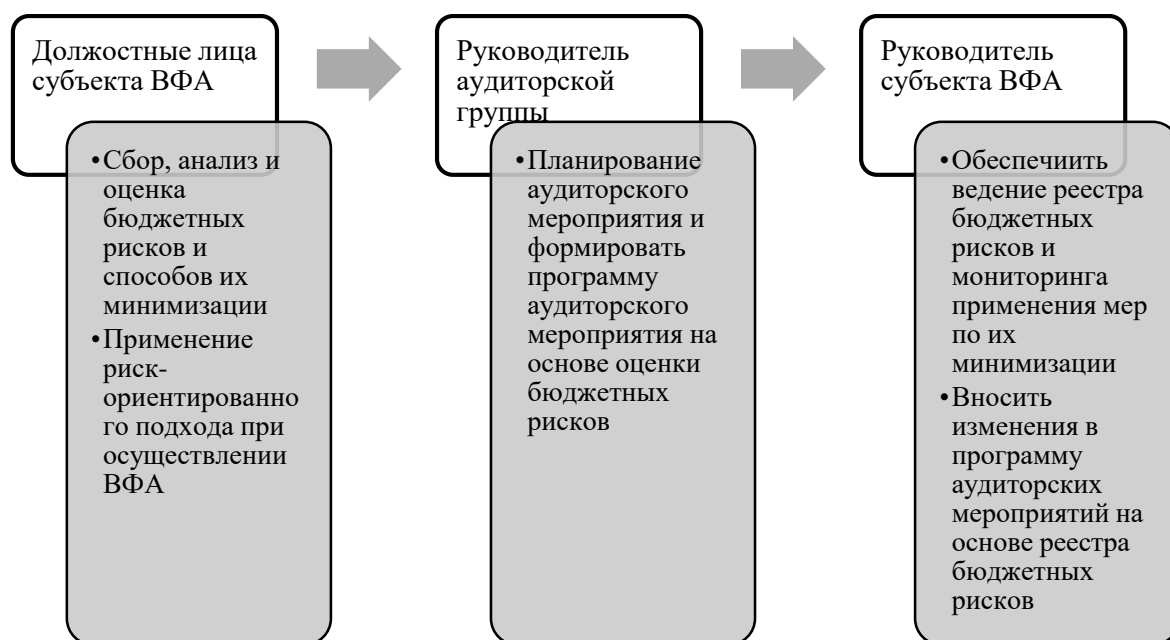 Должостные лица
субъекта ВФА
•Сбор, анализ и
оценка
бюджетных
рисков и
способов их
минимизации
•Применение
риск-
ориентированно
го подхода при
осуществлении
ВФА
Руководитель
аудиторской
группы
•Планирование
аудиторского
мероприятия и
формировать
программу
аудиторского
мероприятия на
основе оценки
бюджетных
рисков
Руководитель
субъекта ВФА
•Обеспечиить
ведение реестра
бюджетных
рисков и
мониторинга
применения мер
по их
минимизации
•Вносить
изменения в
программу
аудиторских
мероприятий на
основе реестра
бюджетных
рисков